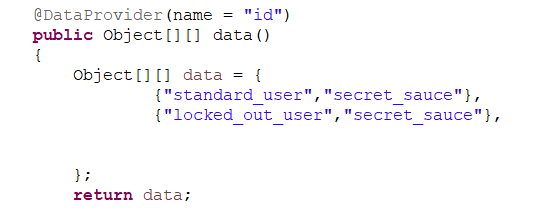 @DataProvider(name = "id")
public Object[][] data()
{
Object[][] data = {
{"standard_user","secret_sauce"},
{"locked_out_user","secret_sauce"},
};
return data;